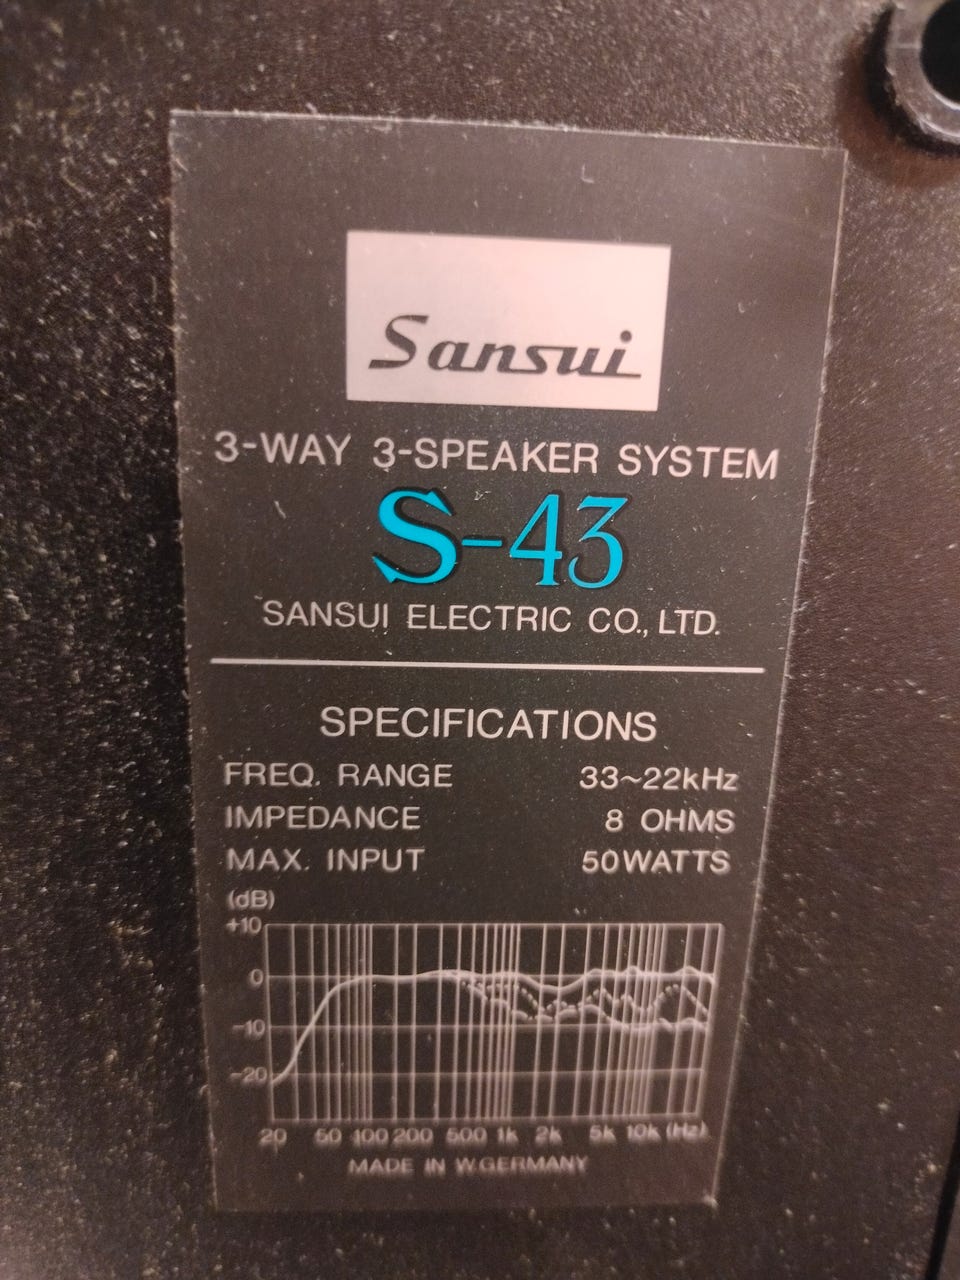 Sansui
3-WAY 3-SPEAKER SYSTEM
S-43
SANSUI ELECTRIC CO., LTD.
SPECIFICATIONS
FREQ. RANGE 33~22kHz
IMPEDANCE 8 OHMS
MAX. INPUT 50WATTS
(dB)
+10
0
-10
-20
20 50 100 200 500 1k 2k 5k 10k (Hz)
MADE IN W.GERMANY